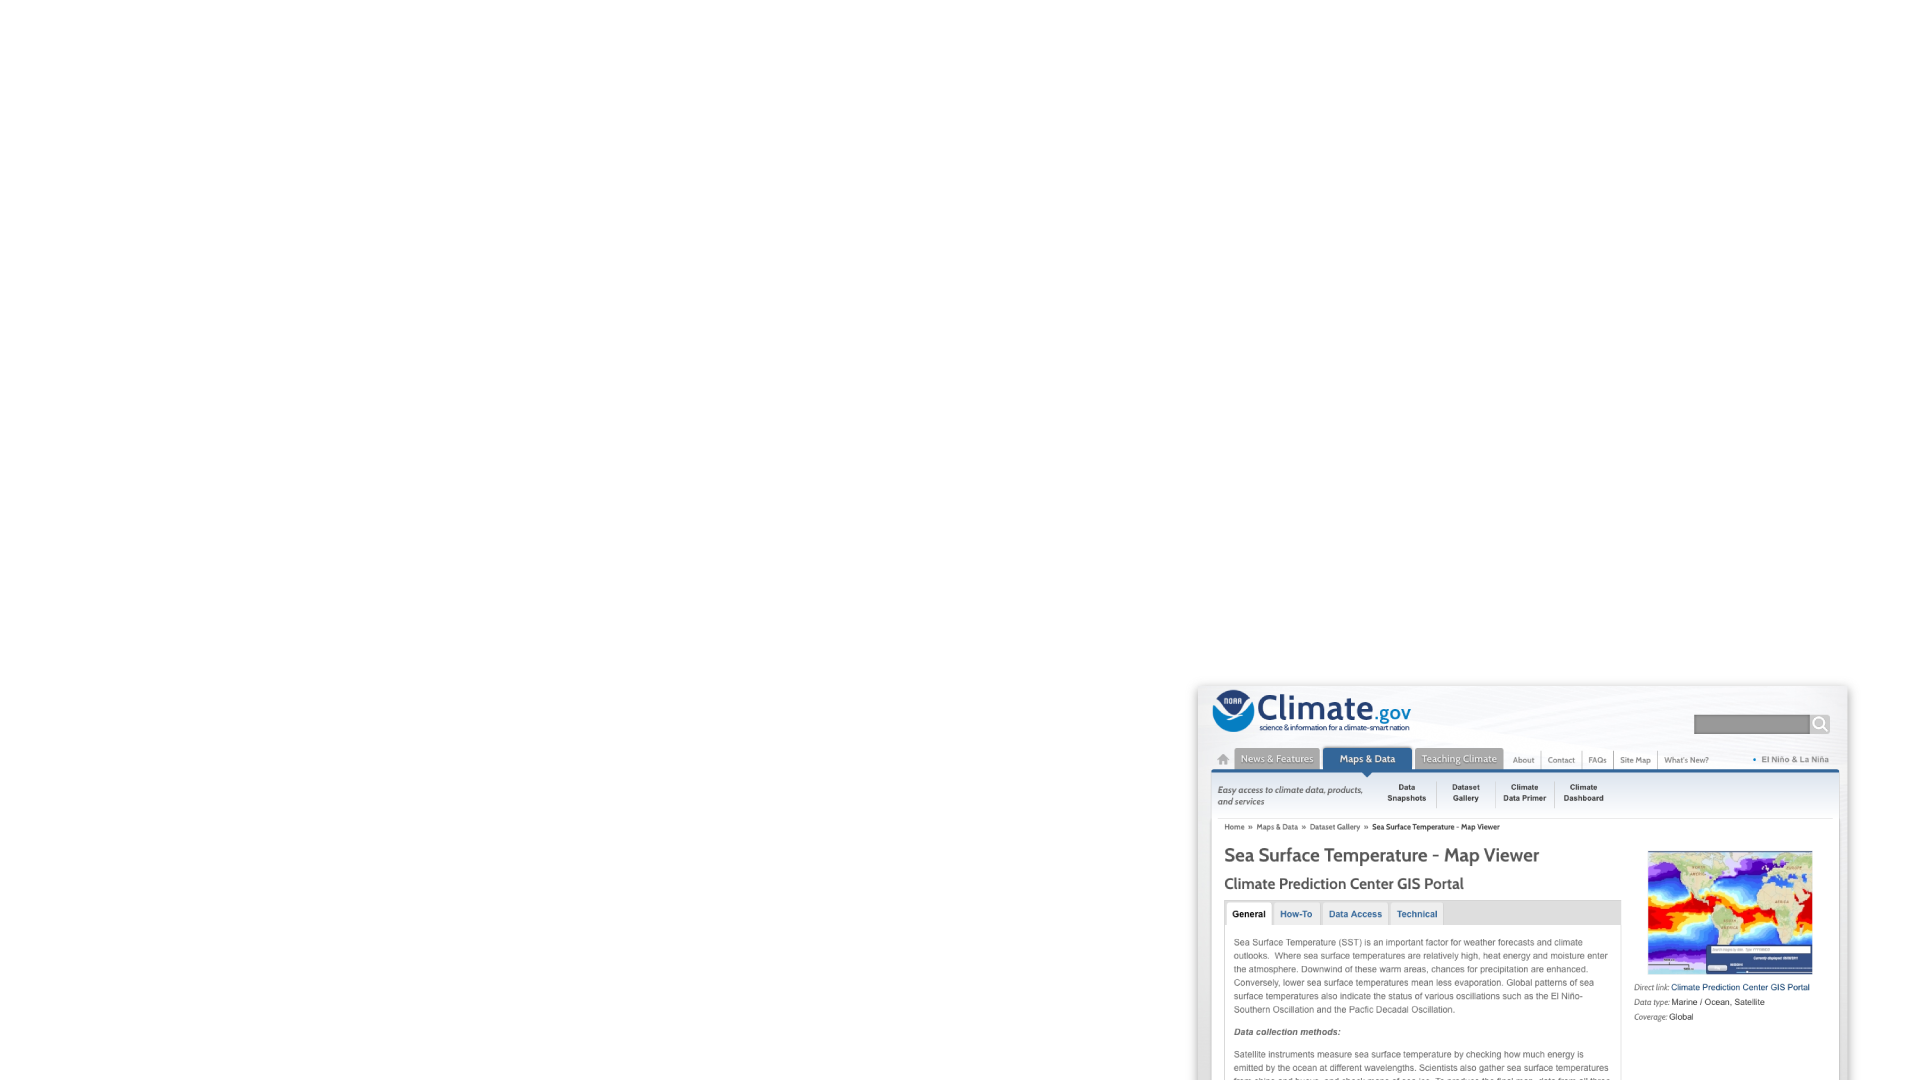 NOAA
Climate.gov
science & information for a climate-smart nation
News & Features
Maps & Data
Teaching Climate
About
Contact
FAQs
Site Map
What's New?
El Niño & La Niña
Easy access to climate data, products,
and services
Data
Snapshots
Dataset
Gallery
Climate
Data Primer
Climate
Dashboard
Home » Maps & Data » Dataset Gallery » Sea Surface Temperature - Map Viewer
Sea Surface Temperature - Map Viewer
Climate Prediction Center GIS Portal
General
How-To
Data Access
Technical
Sea Surface Temperature (SST) is an important factor for weather forecasts and climate
outlooks.  Where sea surface temperatures are relatively high, heat energy and moisture enter
the atmosphere. Downwind of these warm areas, chances for precipitation are enhanced.
Conversely, lower sea surface temperatures mean less evaporation. Global patterns of sea
surface temperatures also indicate the status of various oscillations such as the El Niño-
Southern Oscillation and the Pacfic Decadal Oscillation.
Data collection methods:
Satellite instruments measure sea surface temperature by checking how much energy is
emitted by the ocean at different wavelengths. Scientists also gather sea surface temperatures
Direct link: Climate Prediction Center GIS Portal
Data type: Marine / Ocean, Satellite
Coverage: Global